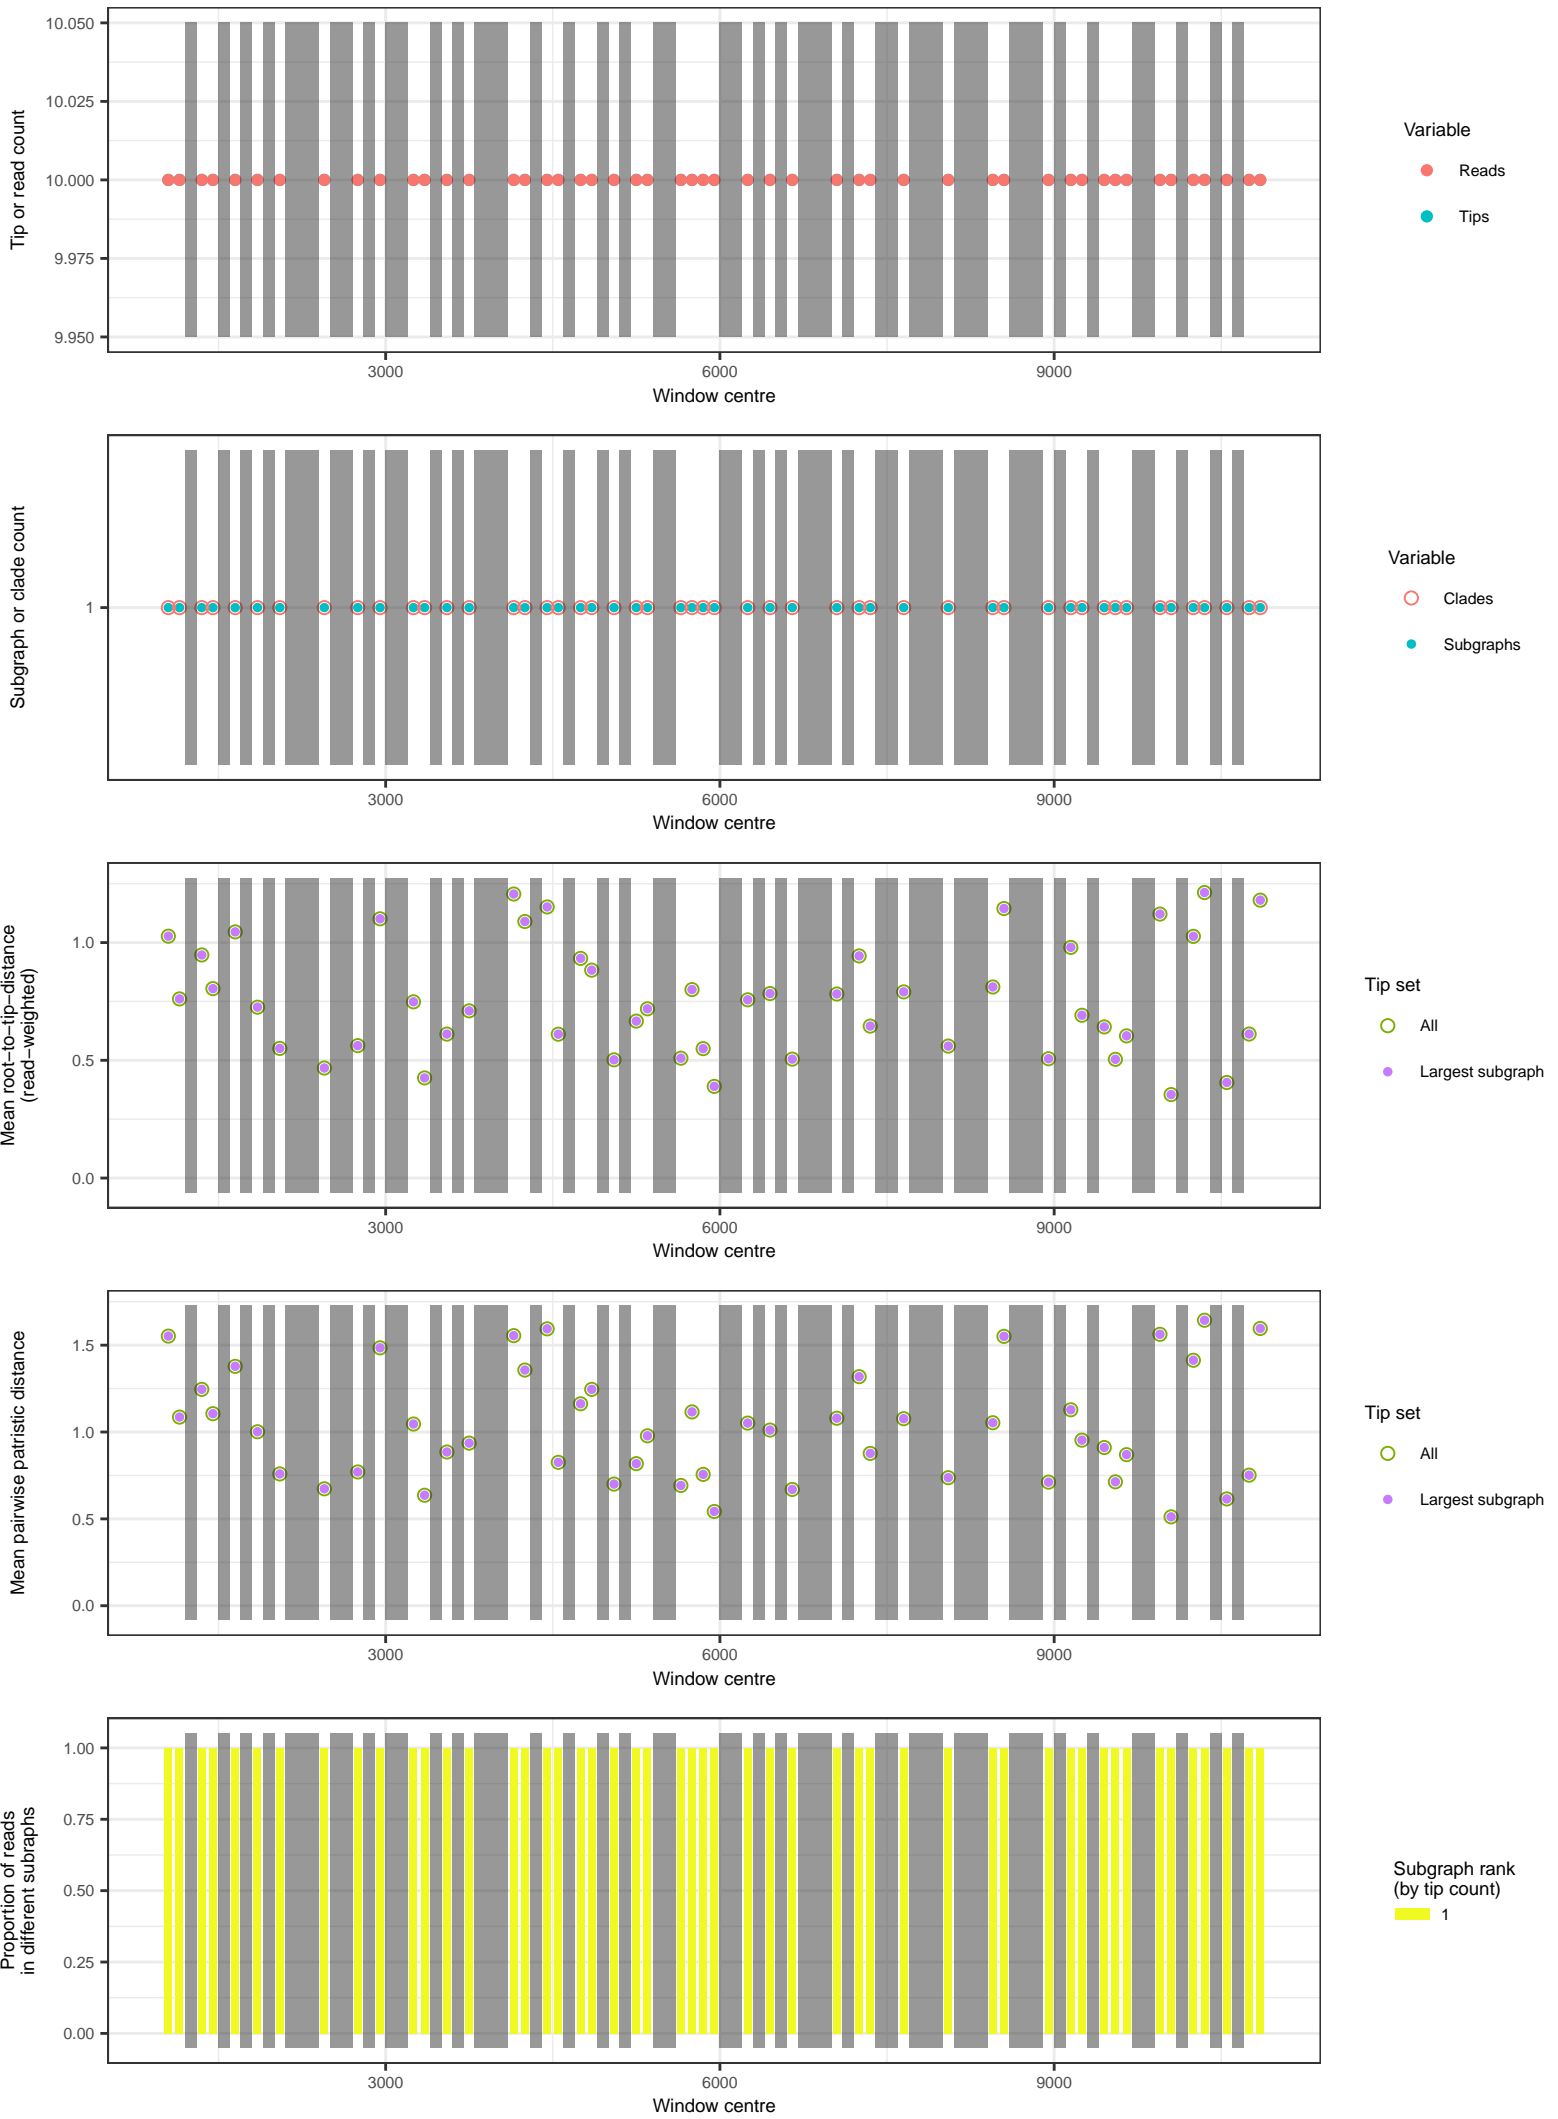 10.050
10.025
10.000
9.975
9.950
Tip or read count
3000
6000
9000
Window centre
Variable
Reads
Tips
1
Subgraph or clade count
3000
6000
9000
Window centre
Variable
Clades
Subgraphs
1.0
0.5
0.0
Mean root−to−tip−distance
(read−weighted)
3000
6000
9000
Window centre
Tip set
All
Largest subgraph
1.5
1.0
0.5
0.0
Mean pairwise patristic distance
3000
6000
9000
Window centre
Tip set
All
Largest subgraph
1.00
0.75
0.50
0.25
0.00
Proportion of reads
in different subraphs
3000
6000
9000
Window centre
Subgraph rank
(by tip count)
1